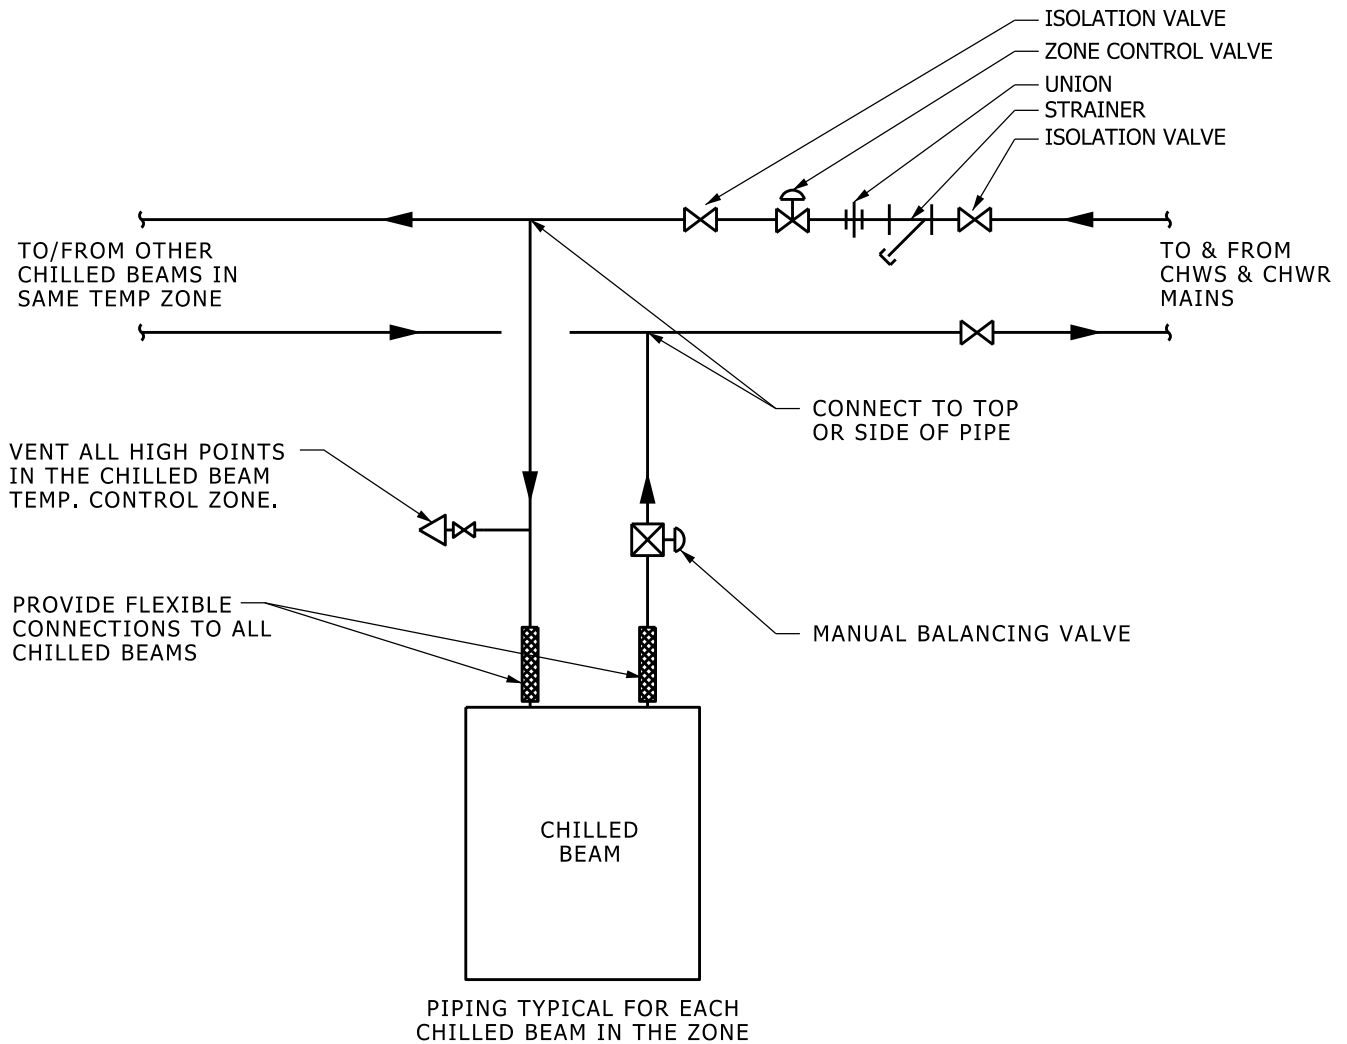 ISOLATION VALVE
ZONE CONTROL VALVE
UNION
STRAINER
ISOLATION VALVE
TO/FROM OTHER
CHILLED BEAMS IN
SAME TEMP ZONE
TO & FROM
CHWS & CHWR
MAINS
CONNECT TO TOP
OR SIDE OF PIPE
VENT ALL HIGH POINTS
IN THE CHILLED BEAM
TEMP. CONTROL ZONE.
PROVIDE FLEXIBLE
CONNECTIONS TO ALL
CHILLED BEAMS
MANUAL BALANCING VALVE
CHILLED
BEAM
PIPING TYPICAL FOR EACH
CHILLED BEAM IN THE ZONE